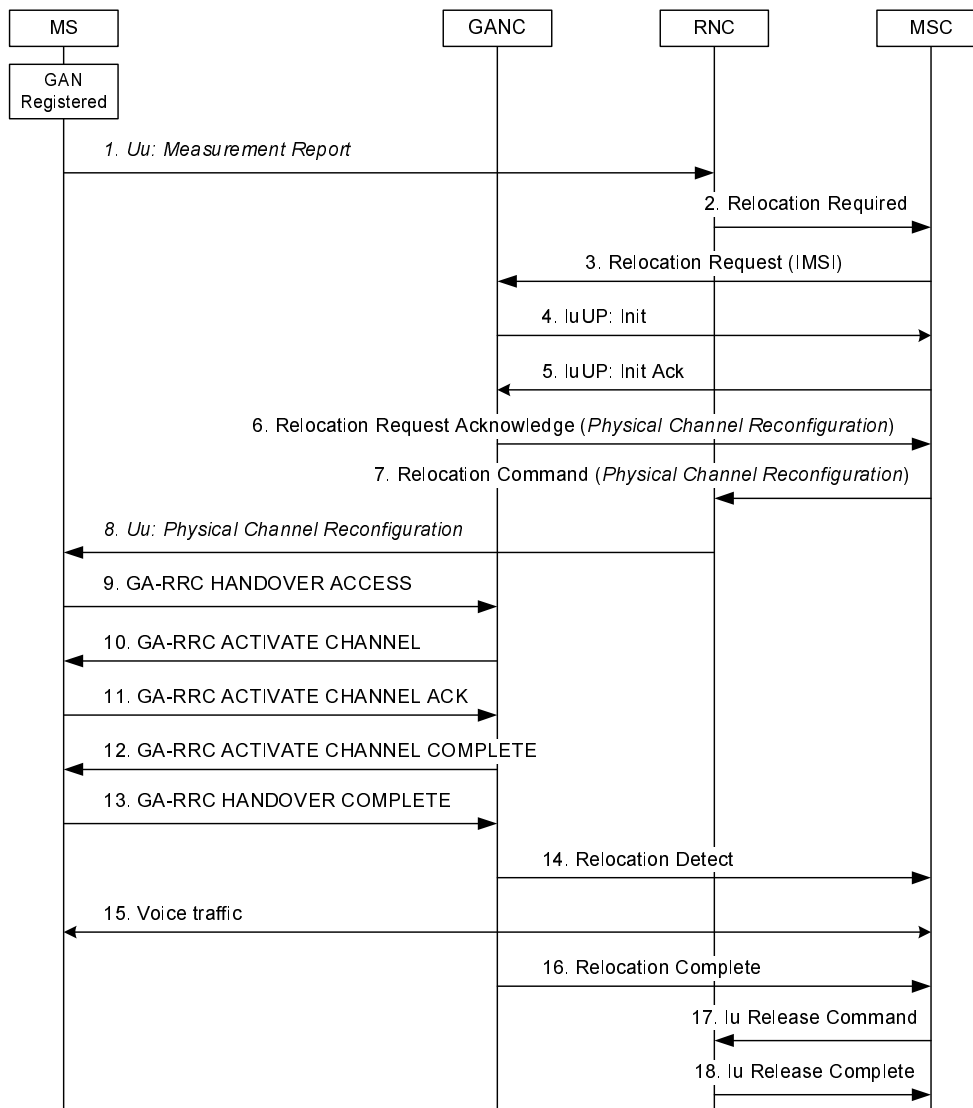 MS
GANC
RNC
MSC
GAN
Registered
1. Uu: Measurement Report
2. Relocation Required
3. Relocation Request (IMSI)
4. IuUP: Init
5. IuUP: Init Ack
6. Relocation Request Acknowledge (Physical Channel Reconfiguration)
7. Relocation Command (Physical Channel Reconfiguration)
8. Uu: Physical Channel Reconfiguration
9. GA-RRC HANDOVER ACCESS
10. GA-RRC ACTIVATE CHANNEL
11. GA-RRC ACTIVATE CHANNEL ACK
12. GA-RRC ACTIVATE CHANNEL COMPLETE
13. GA-RRC HANDOVER COMPLETE
14. Relocation Detect
15. Voice traffic
16. Relocation Complete
17. Iu Release Command
18. Iu Release Complete